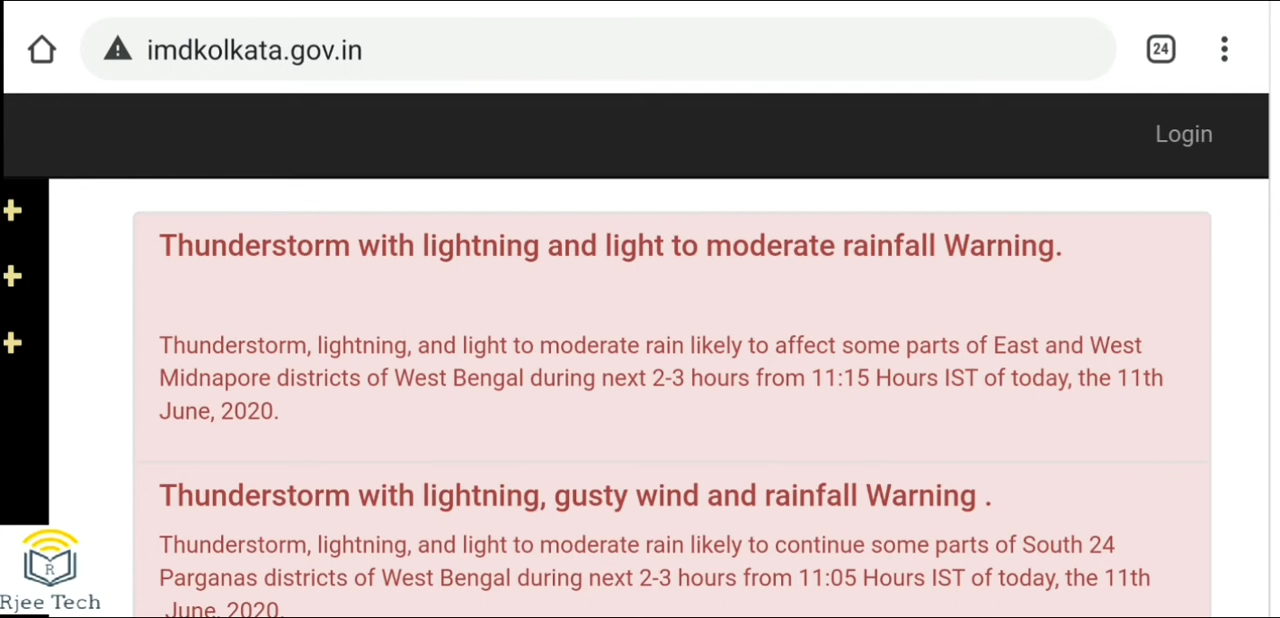 imdkolkata.gov.in
24
Login
Thunderstorm with lightning and light to moderate rainfall Warning.
Thunderstorm, lightning, and light to moderate rain likely to affect some parts of East and West
Midnapore districts of West Bengal during next 2-3 hours from 11:15 Hours IST of today, the 11th
June, 2020.
Thunderstorm with lightning, gusty wind and rainfall Warning .
Thunderstorm, lightning, and light to moderate rain likely to continue some parts of South 24
Parganas districts of West Bengal during next 2-3 hours from 11:05 Hours IST of today, the 11th
June, 2020.
R
Rjee Tech